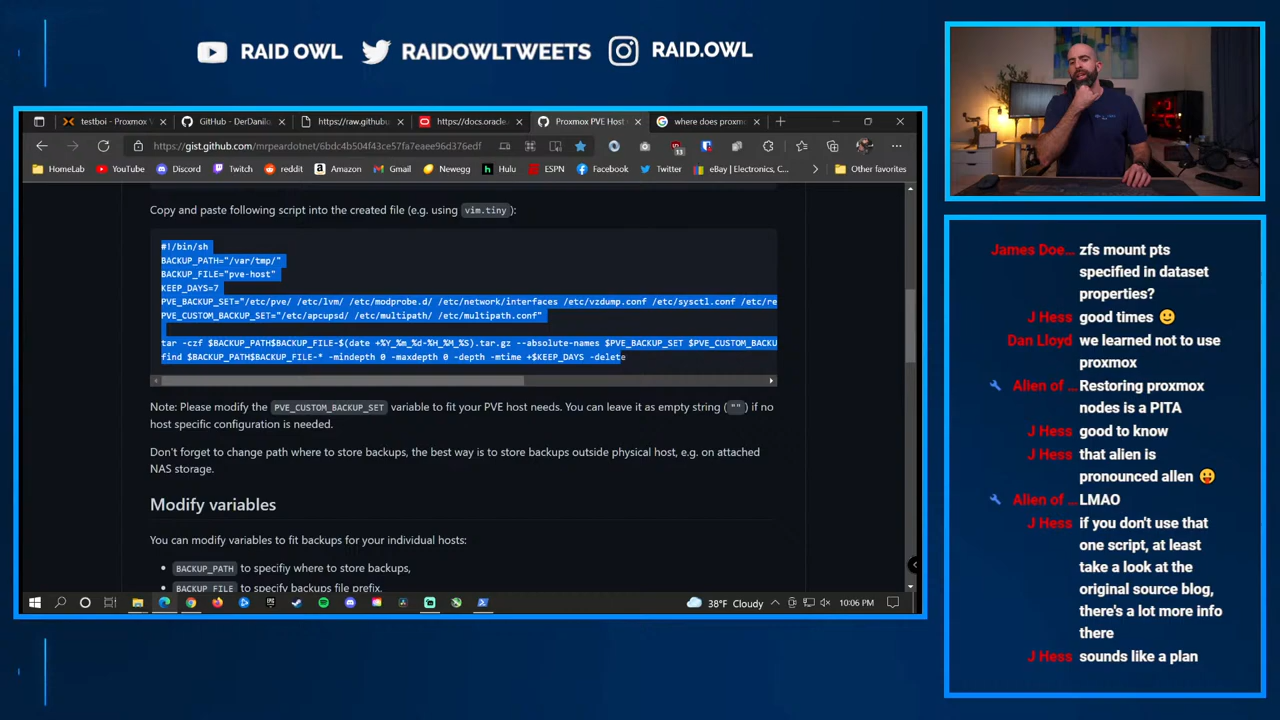 RAID OWL
RAIDOWLTWEETS
RAID.OWL
testboi - Proxmox V
GitHub - DerDanilo
https://raw.githubu
https://docs.oracle.
Proxmox PVE Host
where does proxmo
https://gist.github.com/mrpeardotnet/6bdc4b504f43ce57fa7eaee96d376edf
13
HomeLab
YouTube
Discord
Twitch
reddit
Amazon
Gmail
Newegg
Hulu
ESPN
Facebook
Twitter
eBay | Electronics, C...
Other favorites
Copy and paste following script into the created file (e.g. using vim.tiny):
#!/bin/sh
BACKUP_PATH="/var/tmp/"
BACKUP_FILE="pve-host"
KEEP_DAYS=7
PVE_BACKUP_SET="/etc/pve/ /etc/lvm/ /etc/modprobe.d/ /etc/network/interfaces /etc/vzdump.conf /etc/sysctl.conf /etc/re
PVE_CUSTOM_BACKUP_SET="/etc/apcupsd/ /etc/multipath/ /etc/multipath.conf"
tar -czf $BACKUP_PATH$BACKUP_FILE-$(date +%Y_%m_%d-%H_%M_%S).tar.gz --absolute-names $PVE_BACKUP_SET $PVE_CUSTOM_BACKU
find $BACKUP_PATH$BACKUP_FILE-* -mindepth 0 -maxdepth 0 -depth -mtime +$KEEP_DAYS -delete
Note: Please modify the PVE_CUSTOM_BACKUP_SET variable to fit your PVE host needs. You can leave it as empty string ("") if no
host specific configuration is needed.
Don't forget to change path where to store backups, the best way is to store backups outside physical host, e.g. on attached
NAS storage.
Modify variables
You can modify variables to fit backups for your individual hosts:
BACKUP_PATH to specifiy where to store backups,
BACKUP_FILE to specify backups file prefix,
38°F Cloudy
10:06 PM
James Doe... zfs mount pts
specified in dataset
properties?
J Hess good times
Dan Lloyd we learned not to use
proxmox
Alien of ... Restoring proxmox
nodes is a PITA
J Hess good to know
J Hess that alien is
pronounced allen
Alien of ... LMAO
J Hess if you don't use that
one script, at least
take a look at the
original source blog,
there's a lot more info
there
J Hess sounds like a plan